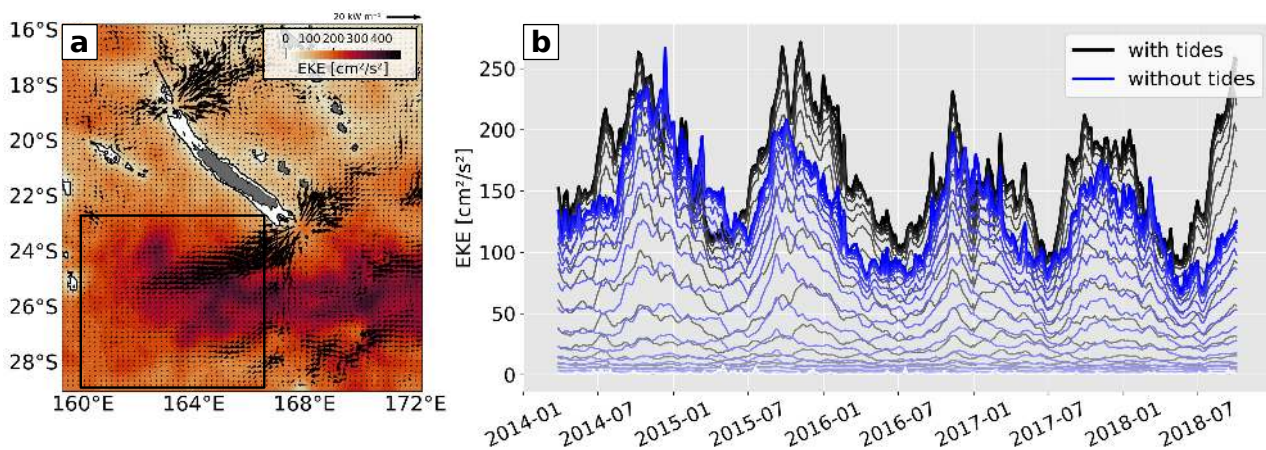 20 kW m⁻¹
a
0 100 200 300 400
EKE [cm²/s²]
16°S
18°S
20°S
22°S
24°S
26°S
28°S
160°E 164°E 168°E 172°E
b
with tides
without tides
EKE [cm²/s²]
250
200
150
100
50
0
2014-01 2014-07 2015-01 2015-07 2016-01 2016-07 2017-01 2017-07 2018-01 2018-07